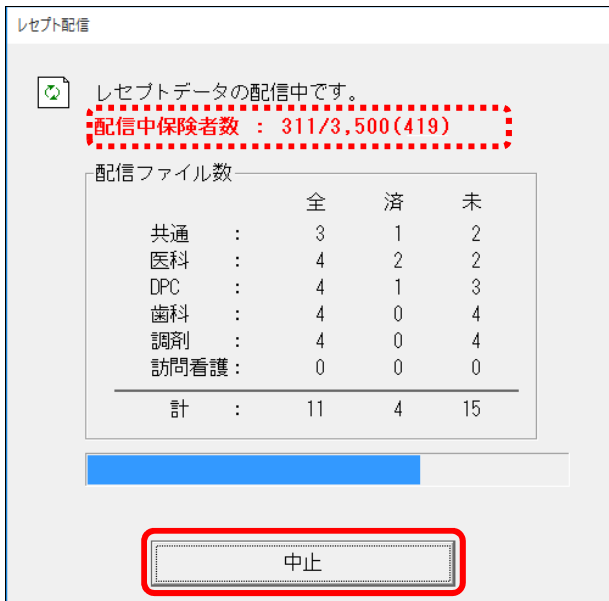 レセプト配信
レセプトデータの配信中です。
配信中保険者数 : 311/3,500(419)
配信ファイル数
全 済 未
共通 : 3 1 2
医科 : 4 2 2
DPC : 4 1 3
歯科 : 4 0 4
調剤 : 4 0 4
訪問看護: 0 0 0
計 : 11 4 15
中止